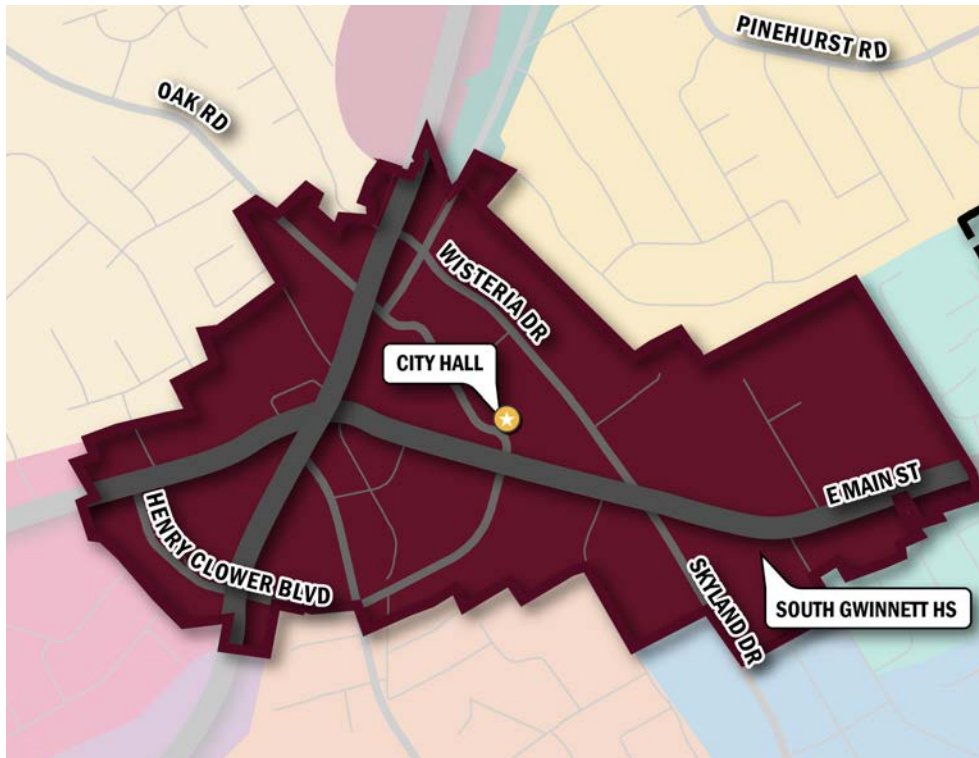 PINEHURST RD
OAK RD
WISTERIA DR
CITY HALL
E MAIN ST
HENRY CLOWER BLVD
SKYLAND DR
SOUTH GWINNETT HS